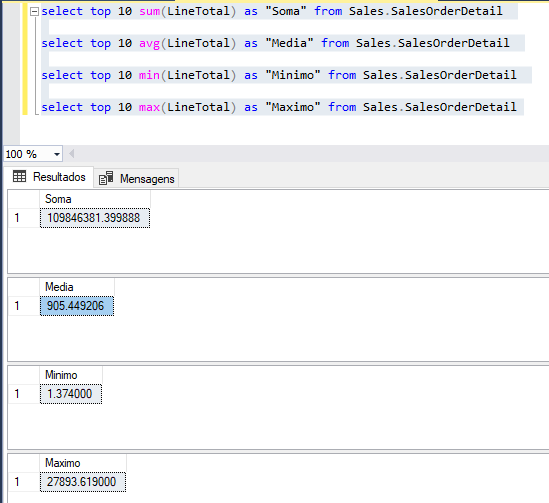 select top 10 sum(LineTotal) as "Soma" from Sales.SalesOrderDetail
select top 10 avg(LineTotal) as "Media" from Sales.SalesOrderDetail
select top 10 min(LineTotal) as "Minimo" from Sales.SalesOrderDetail
select top 10 max(LineTotal) as "Maximo" from Sales.SalesOrderDetail
100 %
Resultados Mensagens
Soma
1 109846381.399888
Media
1 905.449206
Minimo
1 1.374000
Maximo
1 27893.619000